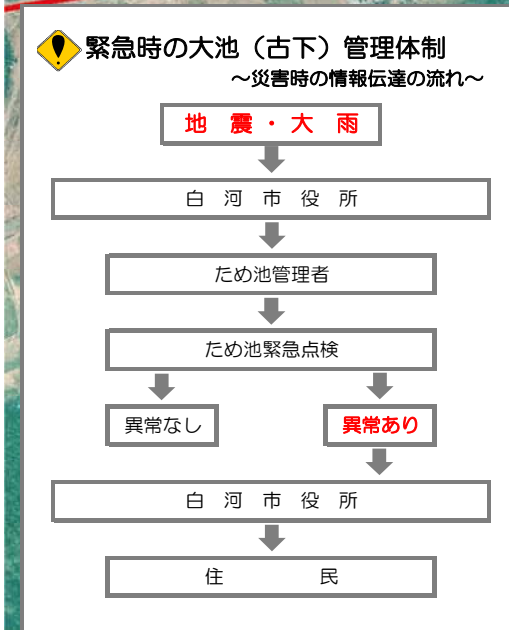 緊急時の大池（古下）管理体制
～災害時の情報伝達の流れ～
地　震・大　雨
白　河　市　役　所
ため池管理者
ため池緊急点検
異常なし　異常あり
白　河　市　役　所
住　　　　　民